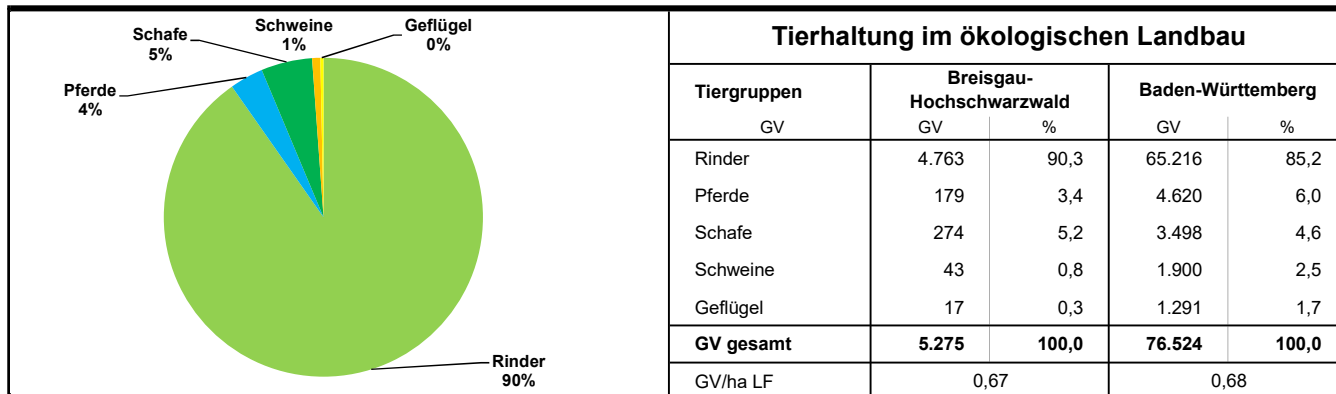 Schafe
5%
Schweine
1%
Geflügel
0%
Pferde
4%
Rinder
90%
Tierhaltung im ökologischen Landbau
Tiergruppen Breisgau-Hochschwarzwald Baden-Württemberg
GV GV % GV %
Rinder 4.763 90,3 65.216 85,2
Pferde 179 3,4 4.620 6,0
Schafe 274 5,2 3.498 4,6
Schweine 43 0,8 1.900 2,5
Geflügel 17 0,3 1.291 1,7
GV gesamt 5.275 100,0 76.524 100,0
GV/ha LF 0,67 0,68